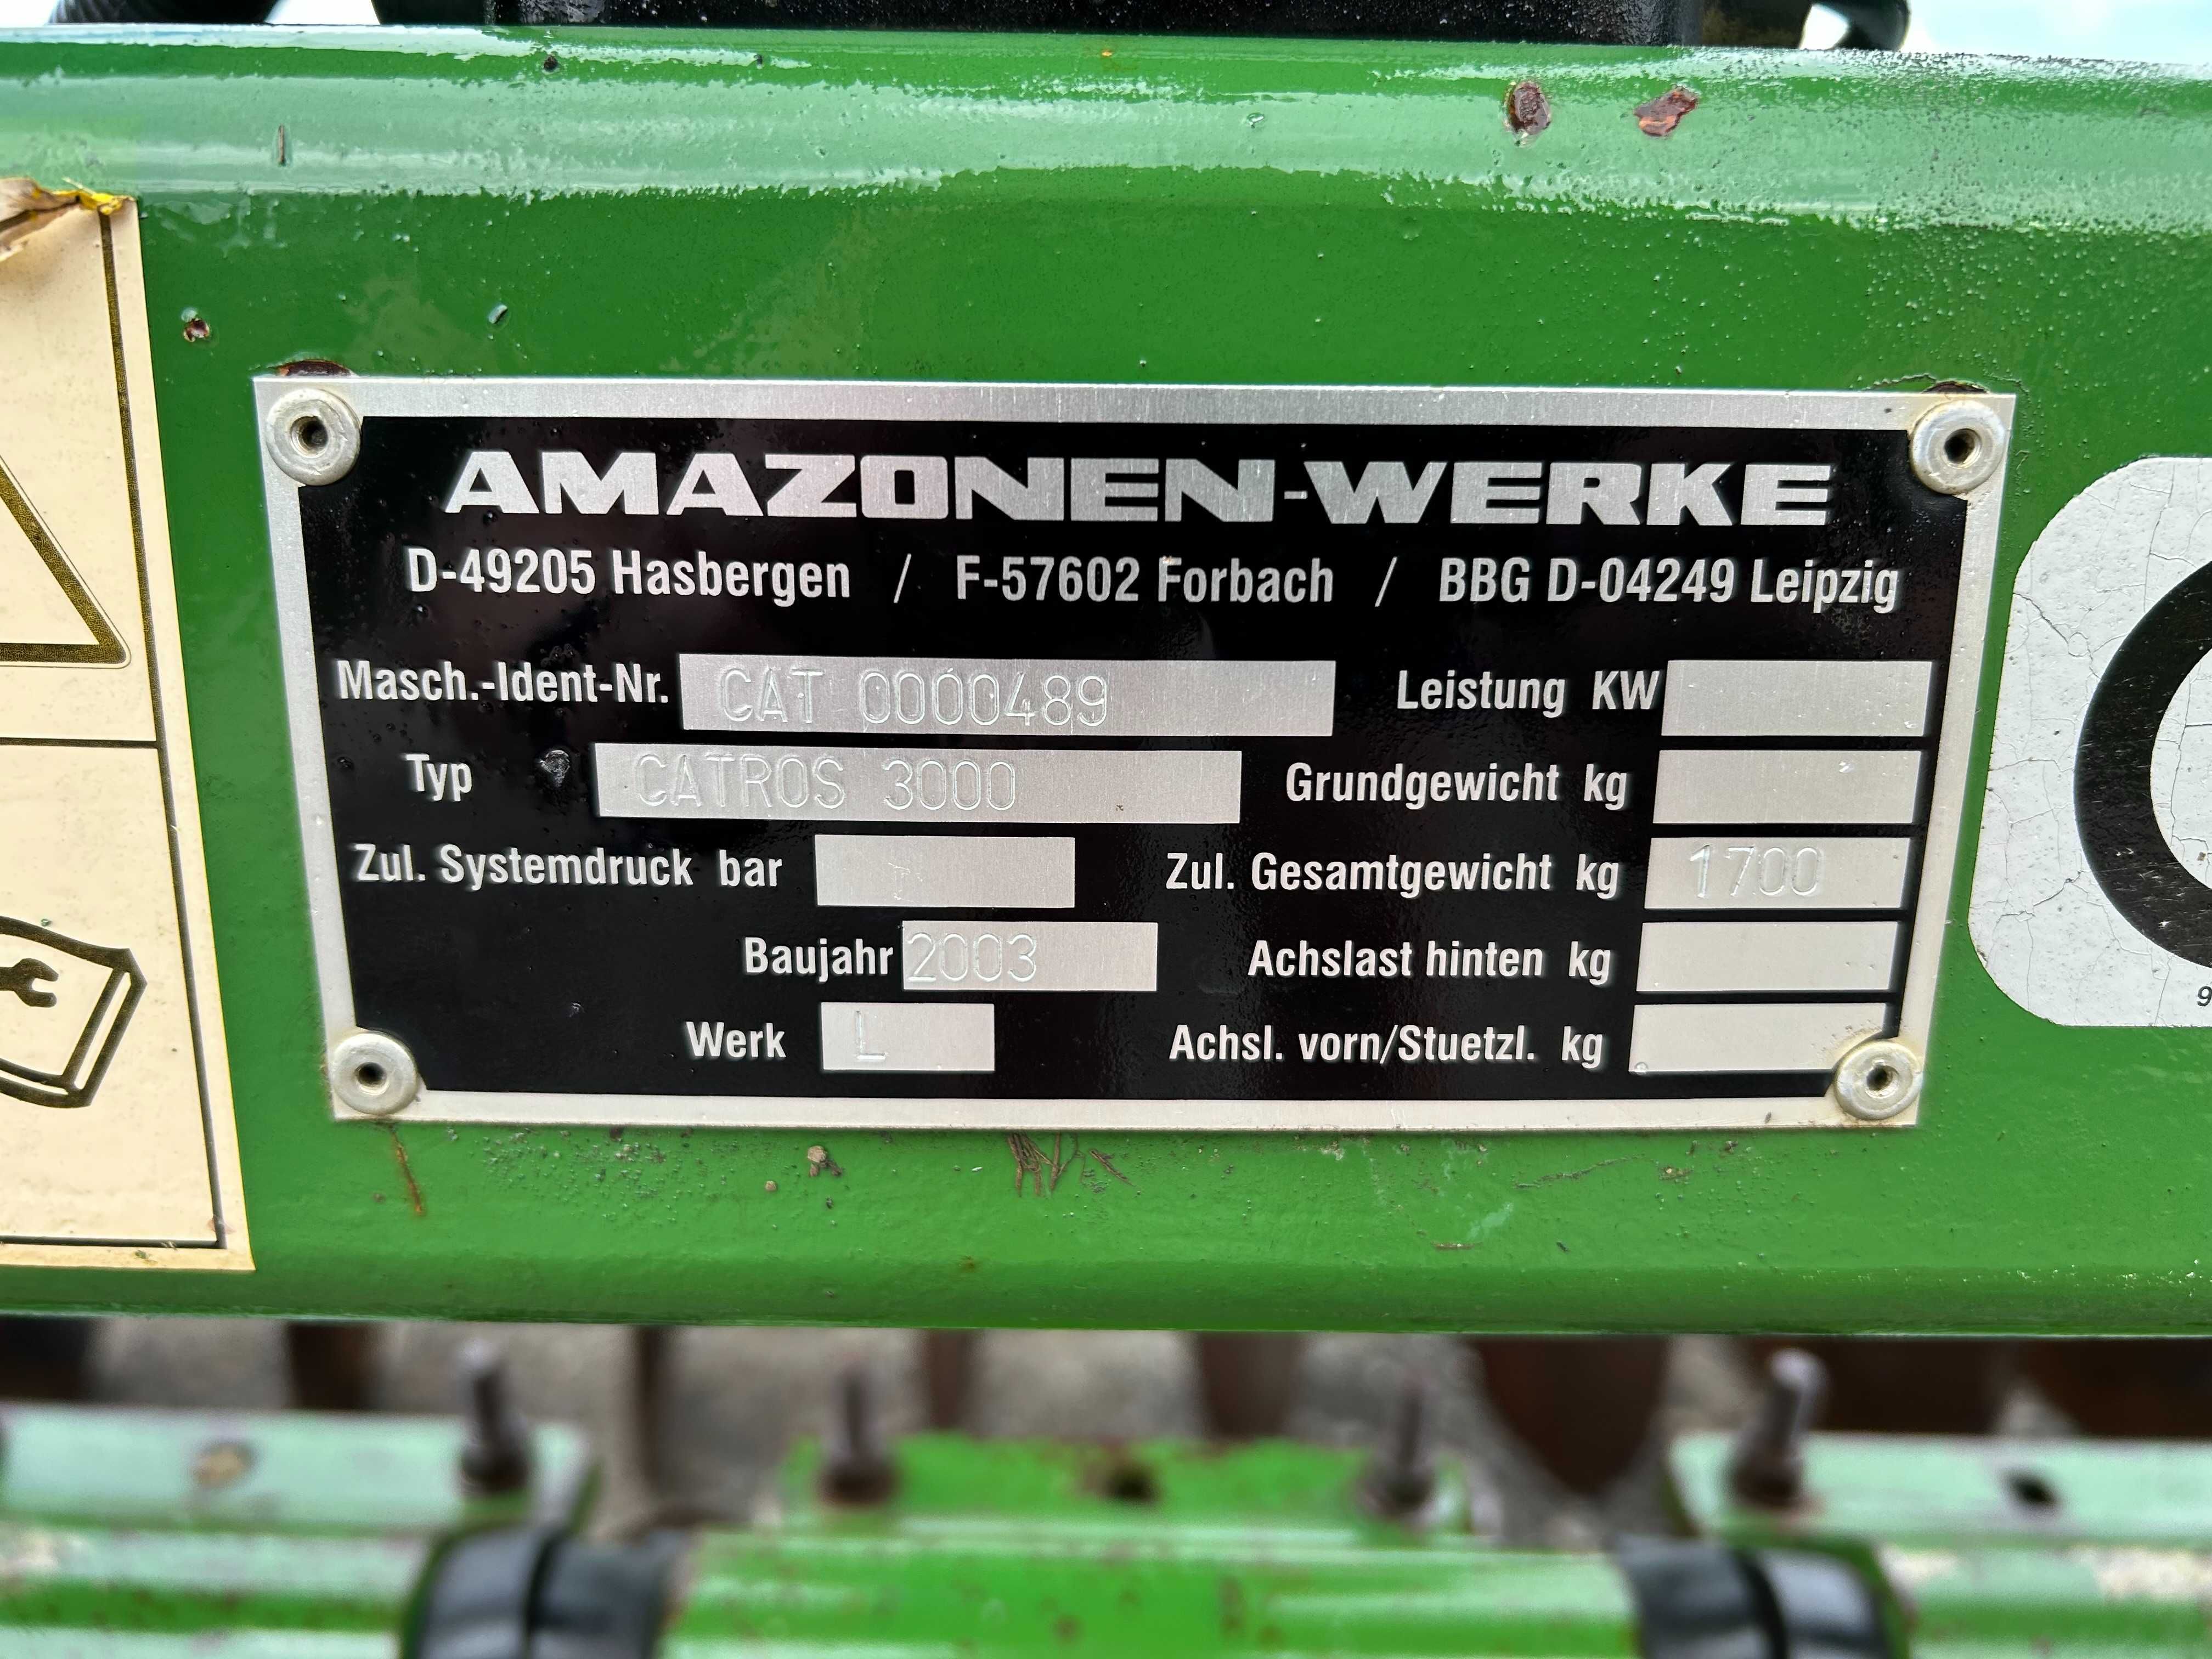 AMAZONEN-WERKE
D-49205 Hasbergen / F-57602 Forbach / BBG D-04249 Leipzig
Masch.-Ident-Nr. CAT 0000489 Leistung KW
Typ CATROS 3000 Grundgewicht kg
Zul. Systemdruck bar Zul. Gesamtgewicht kg 1700
Baujahr 2003 Achslast hinten kg
Werk L Achsl. vorn/Stuetzl. kg